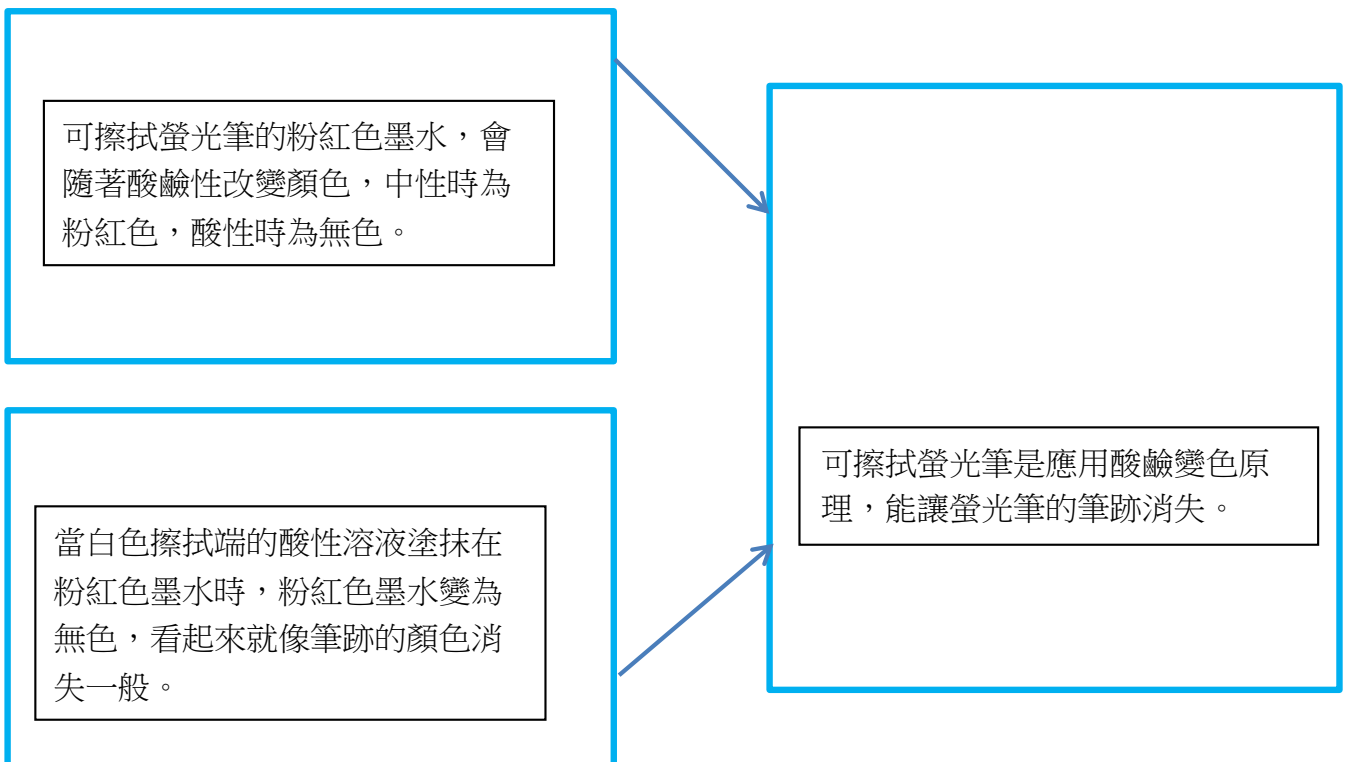 可擦拭螢光筆的粉紅色墨水，會
隨著酸鹼性改變顏色，中性時為
粉紅色，酸性時為無色。
當白色擦拭端的酸性溶液塗抹在
粉紅色墨水時，粉紅色墨水變為
無色，看起來就像筆跡的顏色消
失一般。
可擦拭螢光筆是應用酸鹼變色原
理，能讓螢光筆的筆跡消失。